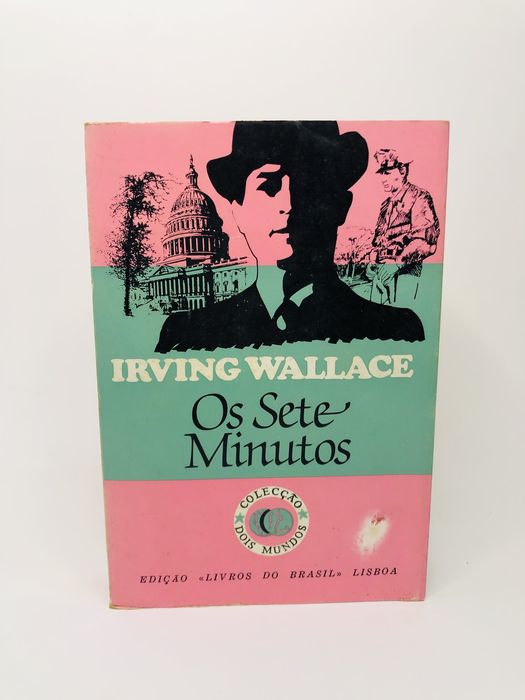 IRVING WALLACE
Os Sete
Minutos
COLECÇÃO
DOIS MUNDOS
EDIÇÃO «LIVROS DO BRASIL» LISBOA